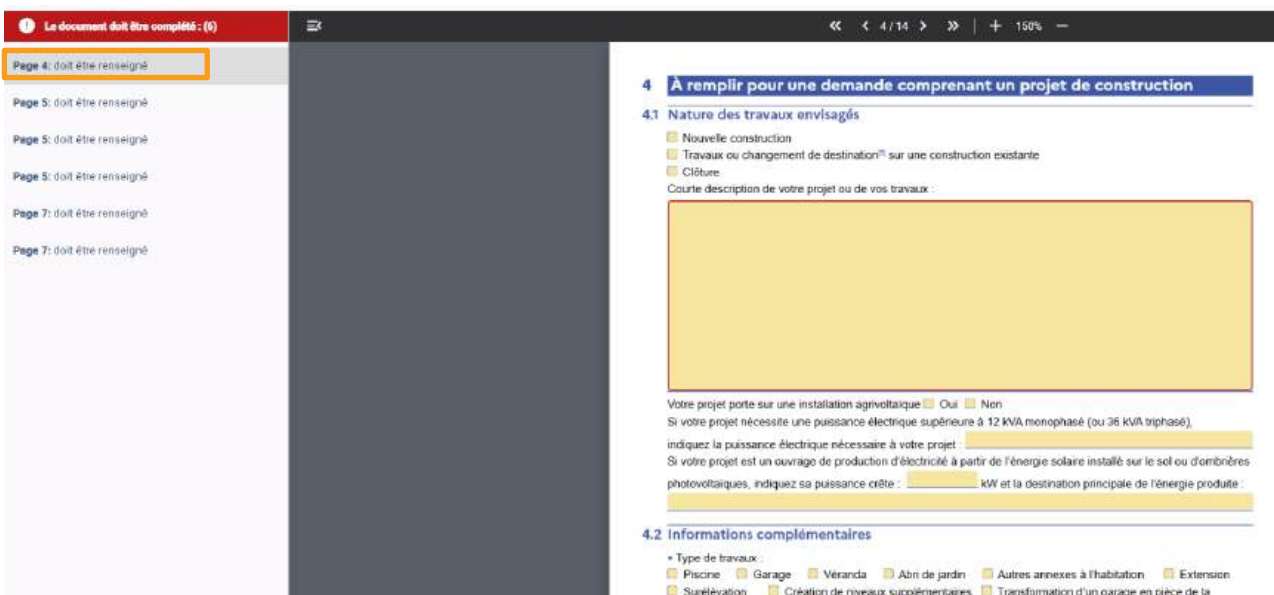 Le document doit être complété : (6)
4 / 14
150%
Page 4: doit être renseigné
Page 5: doit être renseigné
Page 5: doit être renseigné
Page 5: doit être renseigné
Page 7: doit être renseigné
Page 7: doit être renseigné
4 À remplir pour une demande comprenant un projet de construction
4.1 Nature des travaux envisagés
Nouvelle construction
Travaux ou changement de destination sur une construction existante
Clôture
Courte description de votre projet ou de vos travaux :
Votre projet porte sur une installation agrivoltaïque Oui Non
Si votre projet nécessite une puissance électrique supérieure à 12 kVA monophasé (ou 36 kVA triphasé),
indiquez la puissance électrique nécessaire à votre projet :
Si votre projet est un ouvrage de production d'électricité à partir de l'énergie solaire installé sur le sol ou d'ombrières
photovoltaïques, indiquez sa puissance crête : kW et la destination principale de l'énergie produite :
4.2 Informations complémentaires
• Type de travaux :
Piscine Garage Véranda Abri de jardin Autres annexes à l'habitation Extension
Surélévation Création de niveaux supplémentaires Transformation d'un garage en pièce de la